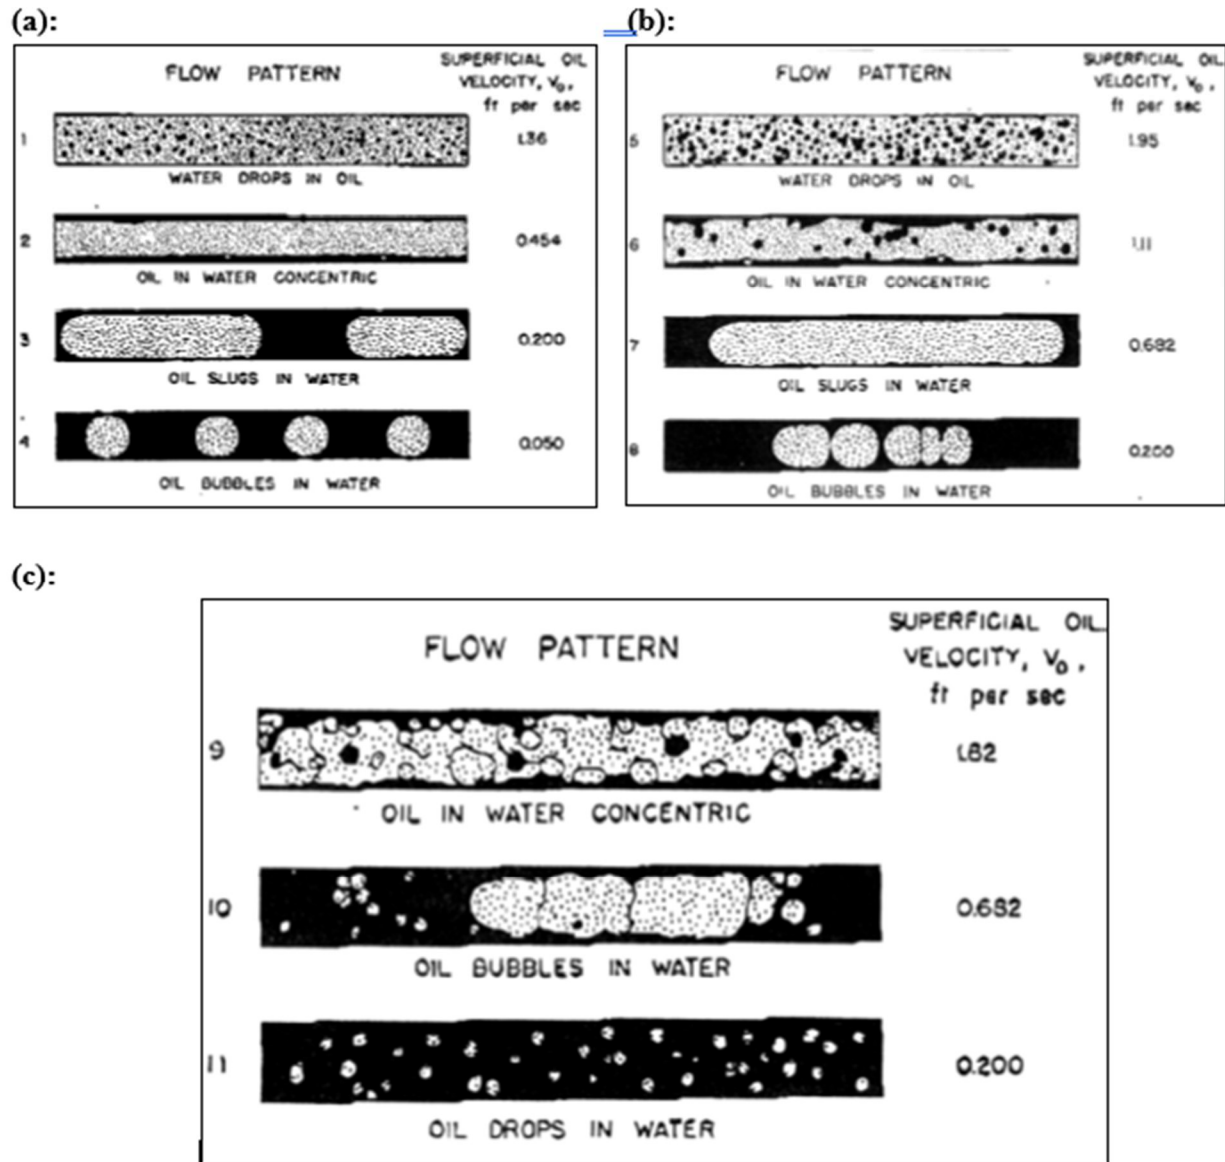 (a):
FLOW PATTERN
SUPERFICIAL OIL
VELOCITY, Vo,
ft per sec
1
1.36
WATER DROPS IN OIL
2
0.454
OIL IN WATER CONCENTRIC
3
0.200
OIL SLUGS IN WATER
4
0.050
OIL BUBBLES IN WATER
(b):
FLOW PATTERN
SUPERFICIAL OIL
VELOCITY, Vo,
ft per sec
5
1.95
WATER DROPS IN OIL
6
1.11
OIL IN WATER CONCENTRIC
7
0.682
OIL SLUGS IN WATER
8
0.200
OIL BUBBLES IN WATER
(c):
FLOW PATTERN
SUPERFICIAL OIL
VELOCITY, Vo,
ft per sec
9
1.82
OIL IN WATER CONCENTRIC
10
0.682
OIL BUBBLES IN WATER
11
0.200
OIL DROPS IN WATER